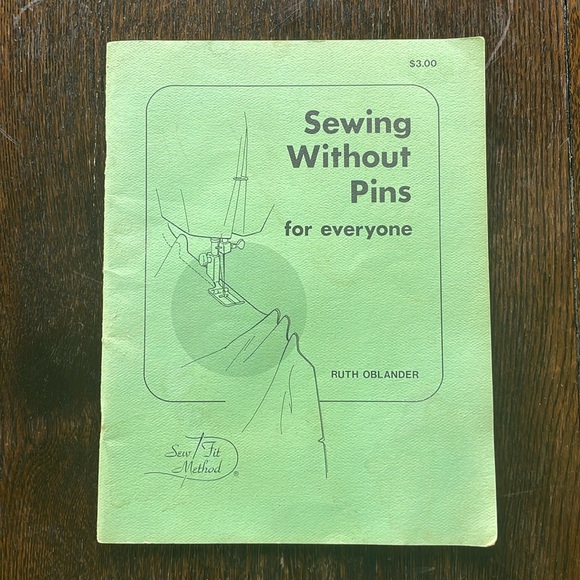 $3.00
Sewing
Without
Pins
for everyone
RUTH OBLANDER
Sew Fit
Method ®